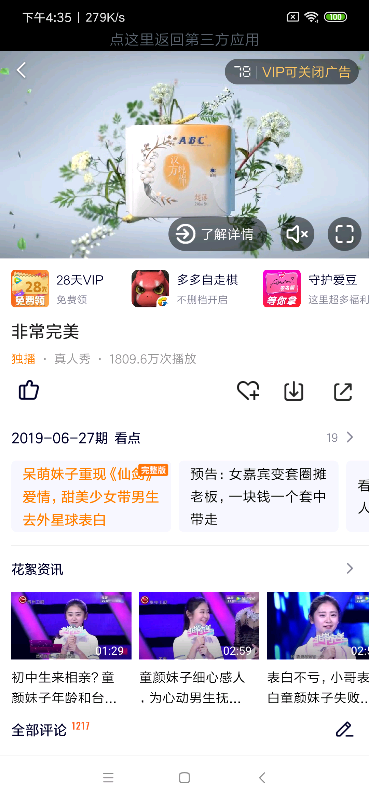 下午4:35 | 279K/s
100
点这里返回第三方应用
78 | VIP可关闭广告
ABC
了解详情
28天
免费领
28天VIP
免费领
多多自走棋
不删档开启
等你拿
守护爱豆
这里超多福利
非常完美
独播 · 真人秀 · 1809.6万次播放
2019-06-27期 看点
19
呆萌妹子重现《仙剑》
爱情，甜美少女带男生
去外星球表白
完整版
预告：女嘉宾变套圈摊
老板，一块钱一个套中
带走
看
人
花絮资讯
01:29
02:59
02:5
初中生来相亲？童
颜妹子年龄和台...
童颜妹子细心感人
，为心动男生抚...
表白不亏，小哥表
白童颜妹子失败...
全部评论 1217